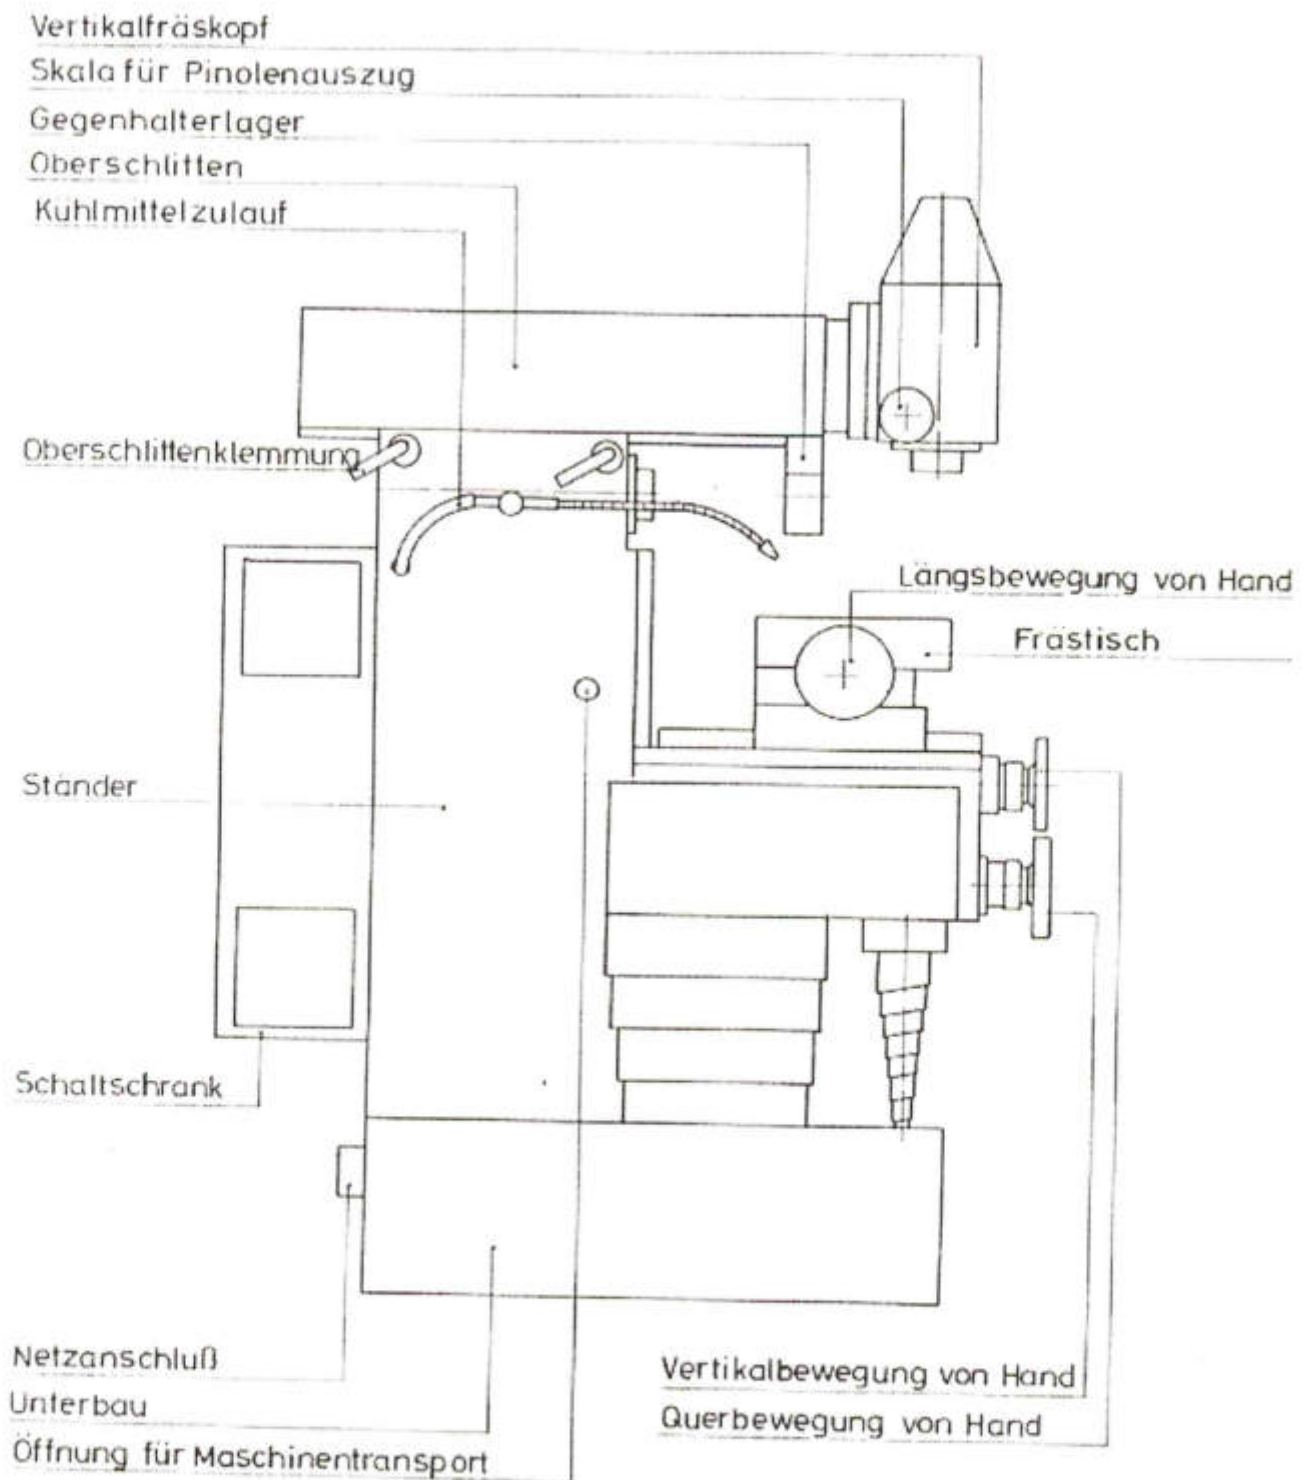 Vertikalfräskopf
Skala für Pinolenauszug
Gegenhalterlager
Oberschlitten
Kühlmittelzulauf
Oberschlittenklemmung
Längsbewegung von Hand
Frästisch
Ständer
Schaltschrank
Netzanschluß
Unterbau
Öffnung für Maschinentransport
Vertikalbewegung von Hand
Querbewegung von Hand